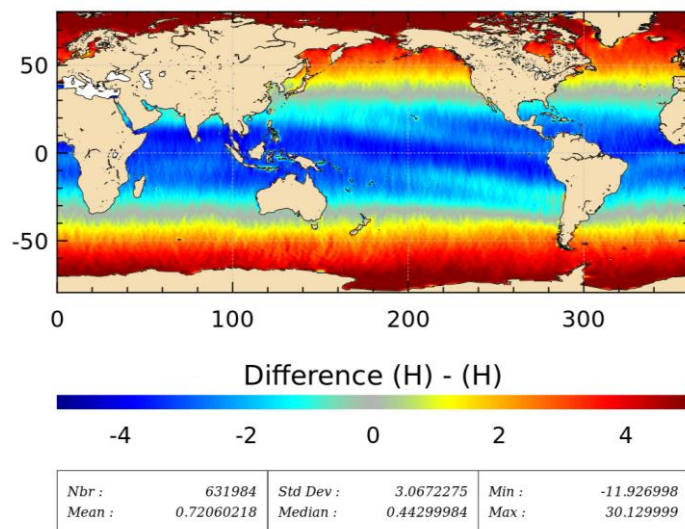 50
0
-50
0 100 200 300
Difference (H) - (H)
-4 -2 0 2 4
Nbr : 631984 Std Dev : 3.0672275 Min : -11.926998
Mean : 0.72060218 Median : 0.44299984 Max : 30.129999